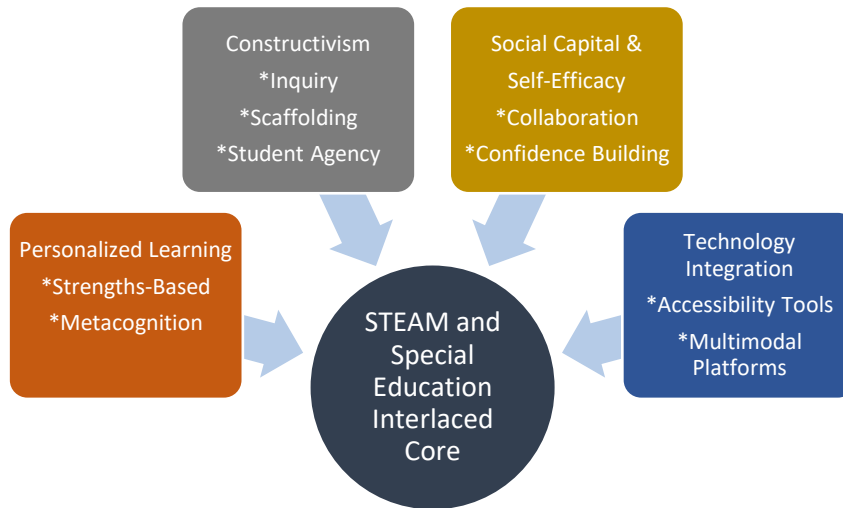 Constructivism
*Inquiry
*Scaffolding
*Student Agency
Social Capital &
Self-Efficacy
*Collaboration
*Confidence Building
Personalized Learning
*Strengths-Based
*Metacognition
Technology
Integration
*Accessibility Tools
*Multimodal
Platforms
STEAM and
Special
Education
Interlaced
Core